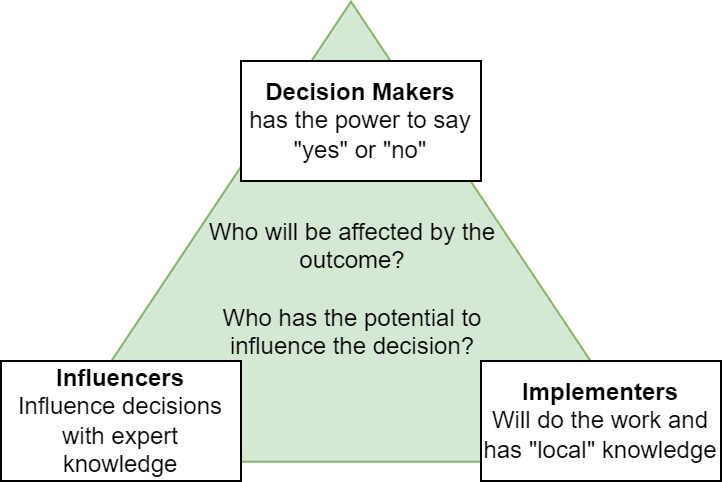 Decision Makers
has the power to say
"yes" or "no"
Who will be affected by the
outcome?
Who has the potential to
influence the decision?
Influencers
Influence decisions
with expert
knowledge
Implementers
Will do the work and
has "local" knowledge